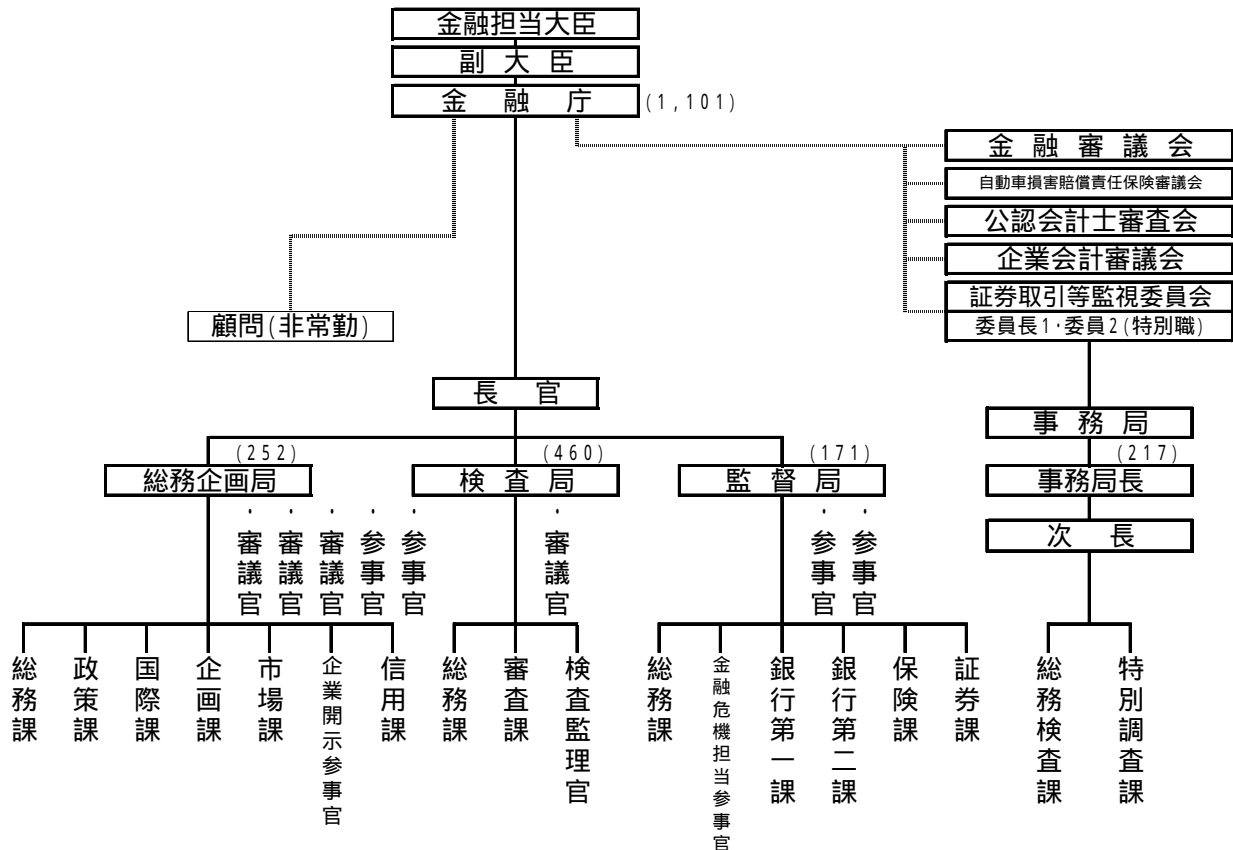 金融担当大臣
副大臣
金融庁 (1,101)
金融審議会
自動車損害賠償責任保険審議会
公認会計士審査会
企業会計審議会
証券取引等監視委員会
委員長1・委員2(特別職)
顧問(非常勤)
長官
事務局
(252)
(460)
(171)
(217)
総務企画局
検査局
監督局
事務局長
次長
・審議官
・審議官
・審議官
・参事官
・参事官
・審議官
・参事官
・参事官
総務課
政策課
国際課
企画課
市場課
企業開示参事官
信用課
総務課
審査課
検査監理官
総務課
金融危機担当参事官
銀行第一課
銀行第二課
保険課
証券課
総務検査課
特別調査課